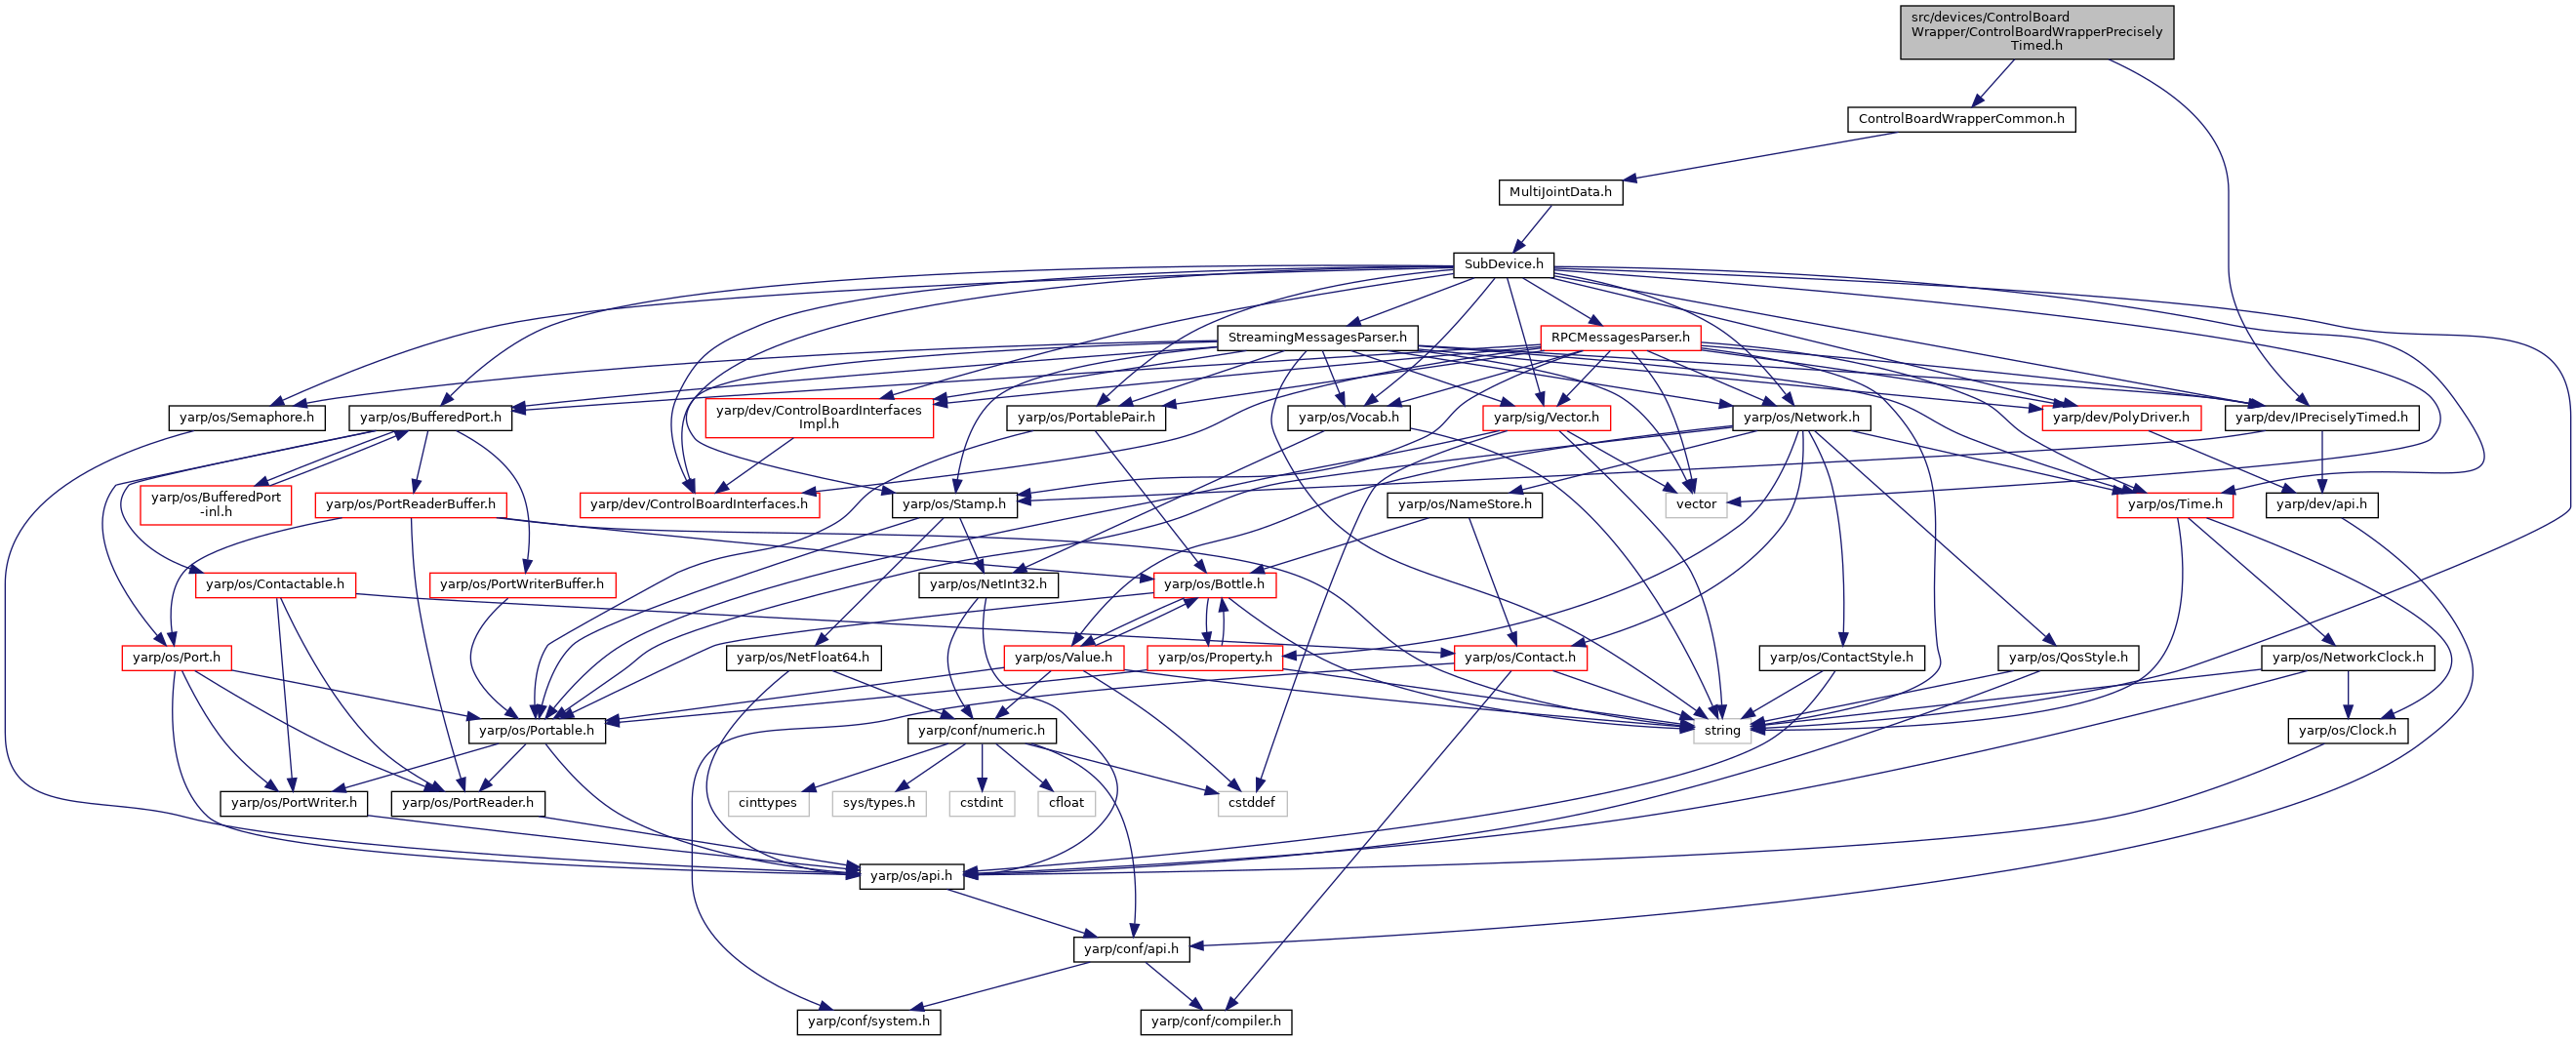 src/devices/ControlBoard
Wrapper/ControlBoardWrapperPrecisely
Timed.h
ControlBoardWrapperCommon.h
MultiJointData.h
SubDevice.h
StreamingMessagesParser.h
RPCMessagesParser.h
yarp/os/Semaphore.h
yarp/os/BufferedPort.h
yarp/dev/ControlBoardInterfaces
Impl.h
yarp/os/PortablePair.h
yarp/os/Vocab.h
yarp/sig/Vector.h
yarp/os/Network.h
yarp/dev/PolyDriver.h
yarp/dev/IPreciselyTimed.h
yarp/os/BufferedPort
-inl.h
yarp/os/PortReaderBuffer.h
yarp/dev/ControlBoardInterfaces.h
yarp/os/Stamp.h
yarp/os/NameStore.h
vector
yarp/os/Time.h
yarp/dev/api.h
yarp/os/Contactable.h
yarp/os/PortWriterBuffer.h
yarp/os/NetInt32.h
yarp/os/Bottle.h
yarp/os/Port.h
yarp/os/NetFloat64.h
yarp/os/Value.h
yarp/os/Property.h
yarp/os/Contact.h
yarp/os/ContactStyle.h
yarp/os/QosStyle.h
yarp/os/NetworkClock.h
yarp/os/Portable.h
yarp/conf/numeric.h
string
yarp/os/Clock.h
yarp/os/PortWriter.h
yarp/os/PortReader.h
cinttypes
sys/types.h
cstdint
cfloat
cstddef
yarp/os/api.h
yarp/conf/api.h
yarp/conf/system.h
yarp/conf/compiler.h